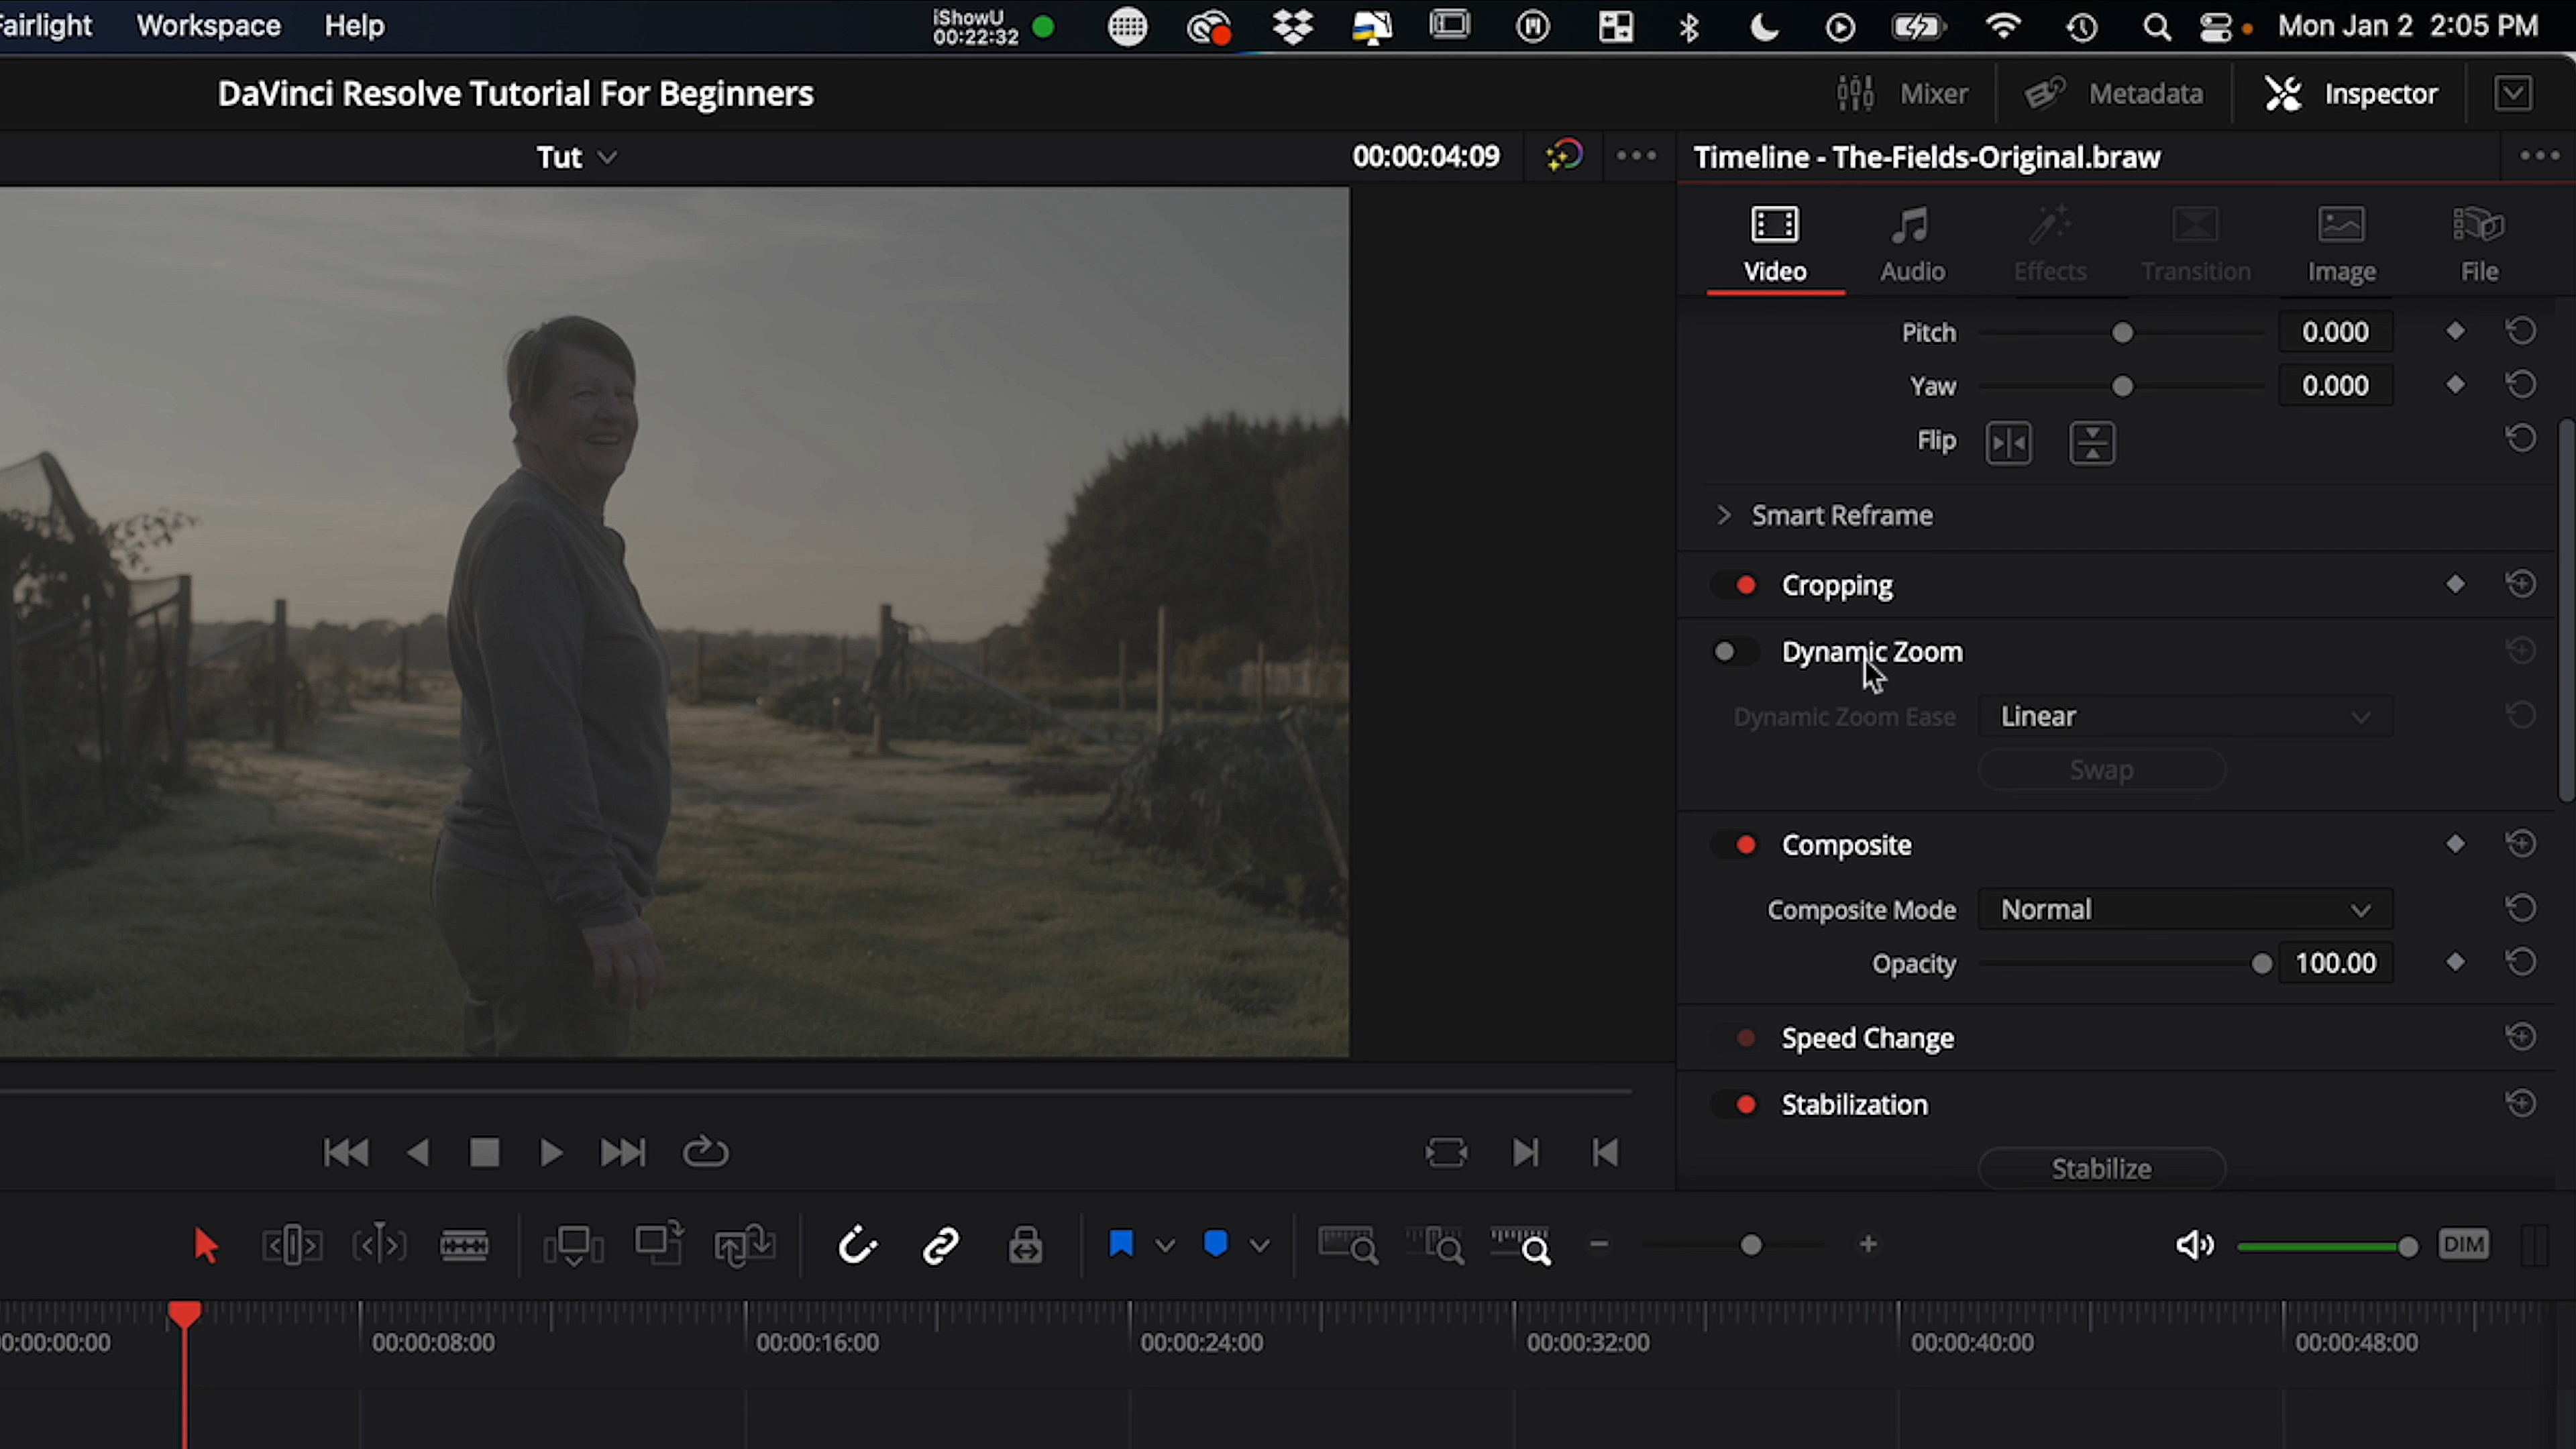 Fairlight Workspace Help iShowU 00:22:32 Mon Jan 2 2:05 PM
DaVinci Resolve Tutorial For Beginners Mixer Metadata Inspector
Tut 00:00:04:09 Timeline - The-Fields-Original.braw
Video Audio Effects Transition Image File
Pitch 0.000
Yaw 0.000
Flip
Smart Reframe
Cropping
Dynamic Zoom
Dynamic Zoom Ease Linear
Swap
Composite
Composite Mode Normal
Opacity 100.00
Speed Change
Stabilization
Stabilize
DIM
00:00:00:00 00:00:08:00 00:00:16:00 00:00:24:00 00:00:32:00 00:00:40:00 00:00:48:00